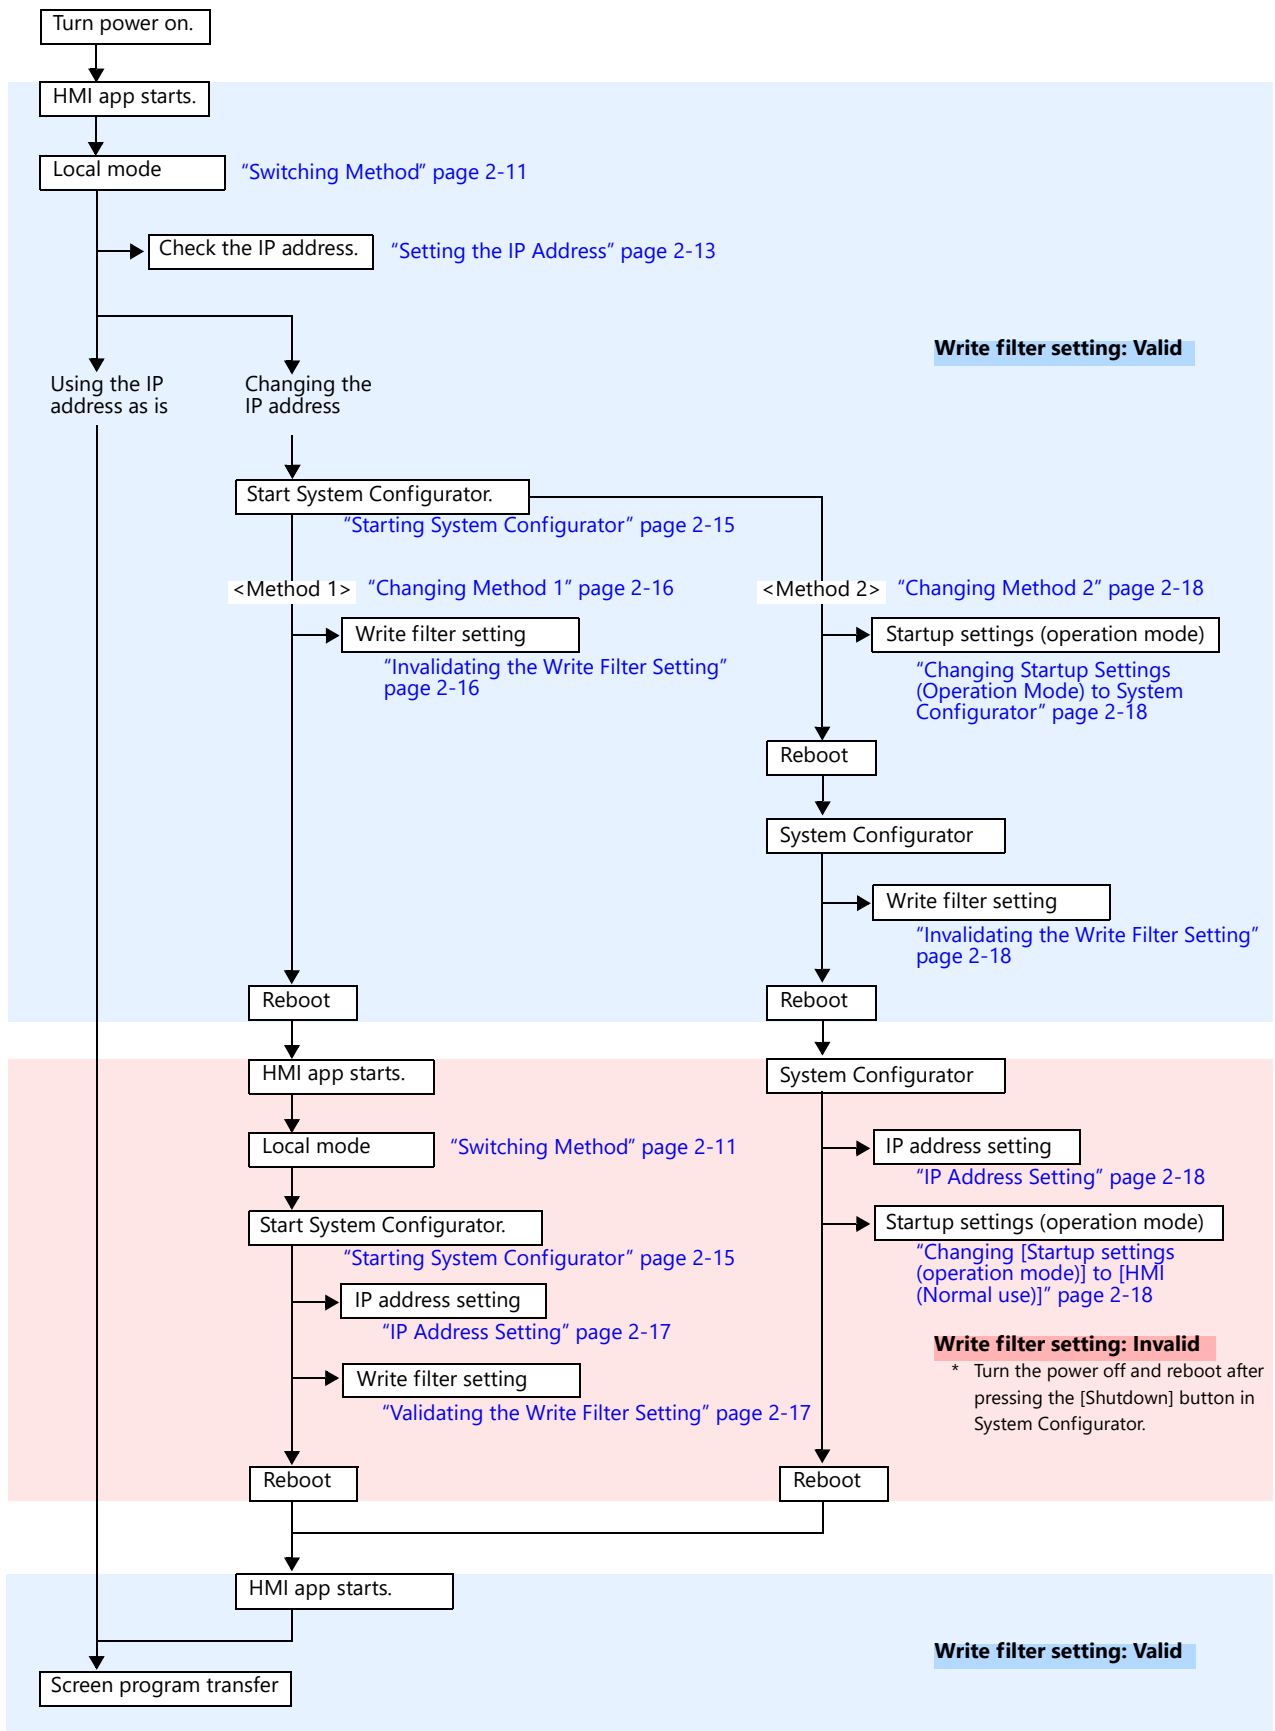 Turn power on.
HMI app starts.
Local mode
“Switching Method” page 2-11
Check the IP address.
“Setting the IP Address” page 2-13
Write filter setting: Valid
Using the IP
address as is
Changing the
IP address
Start System Configurator.
“Starting System Configurator” page 2-15
<Method 1>
“Changing Method 1” page 2-16
<Method 2>
“Changing Method 2” page 2-18
Write filter setting
“Invalidating the Write Filter Setting”
page 2-16
Startup settings (operation mode)
“Changing Startup Settings
(Operation Mode) to System
Configurator” page 2-18
Reboot
System Configurator
Write filter setting
“Invalidating the Write Filter Setting”
page 2-18
Reboot
Reboot
HMI app starts.
System Configurator
Local mode
“Switching Method” page 2-11
IP address setting
“IP Address Setting” page 2-18
Start System Configurator.
“Starting System Configurator” page 2-15
Startup settings (operation mode)
“Changing [Startup settings
(operation mode)] to [HMI
(Normal use)]” page 2-18
IP address setting
“IP Address Setting” page 2-17
Write filter setting: Invalid
* Turn the power off and reboot after
pressing the [Shutdown] button in
System Configurator.
Write filter setting
“Validating the Write Filter Setting” page 2-17
Reboot
Reboot
HMI app starts.
Write filter setting: Valid
Screen program transfer